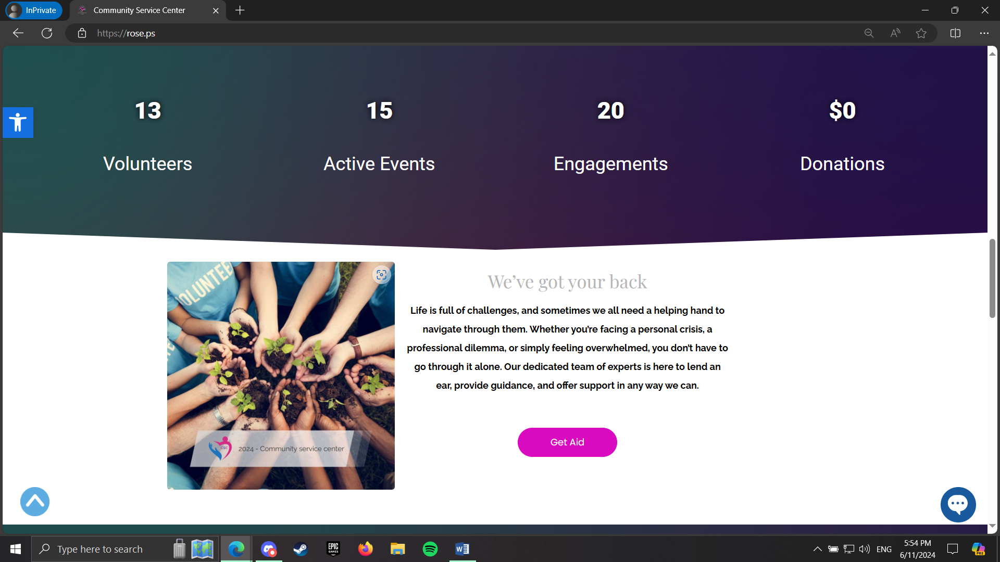 InPrivate
Community Service Center
https://rose.ps
13
15
20
$0
Volunteers
Active Events
Engagements
Donations
VOLUNTEE
We've got your back
Life is full of challenges, and sometimes we all need a helping hand to
navigate through them. Whether you're facing a personal crisis, a
professional dilemma, or simply feeling overwhelmed, you don't have to
go through it alone. Our dedicated team of experts is here to lend an
ear, provide guidance, and offer support in any way we can.
Get Aid
CSC
2024 - Community service center
Type here to search
EPIC
GAMES
ENG
5:54 PM
6/11/2024
PRE